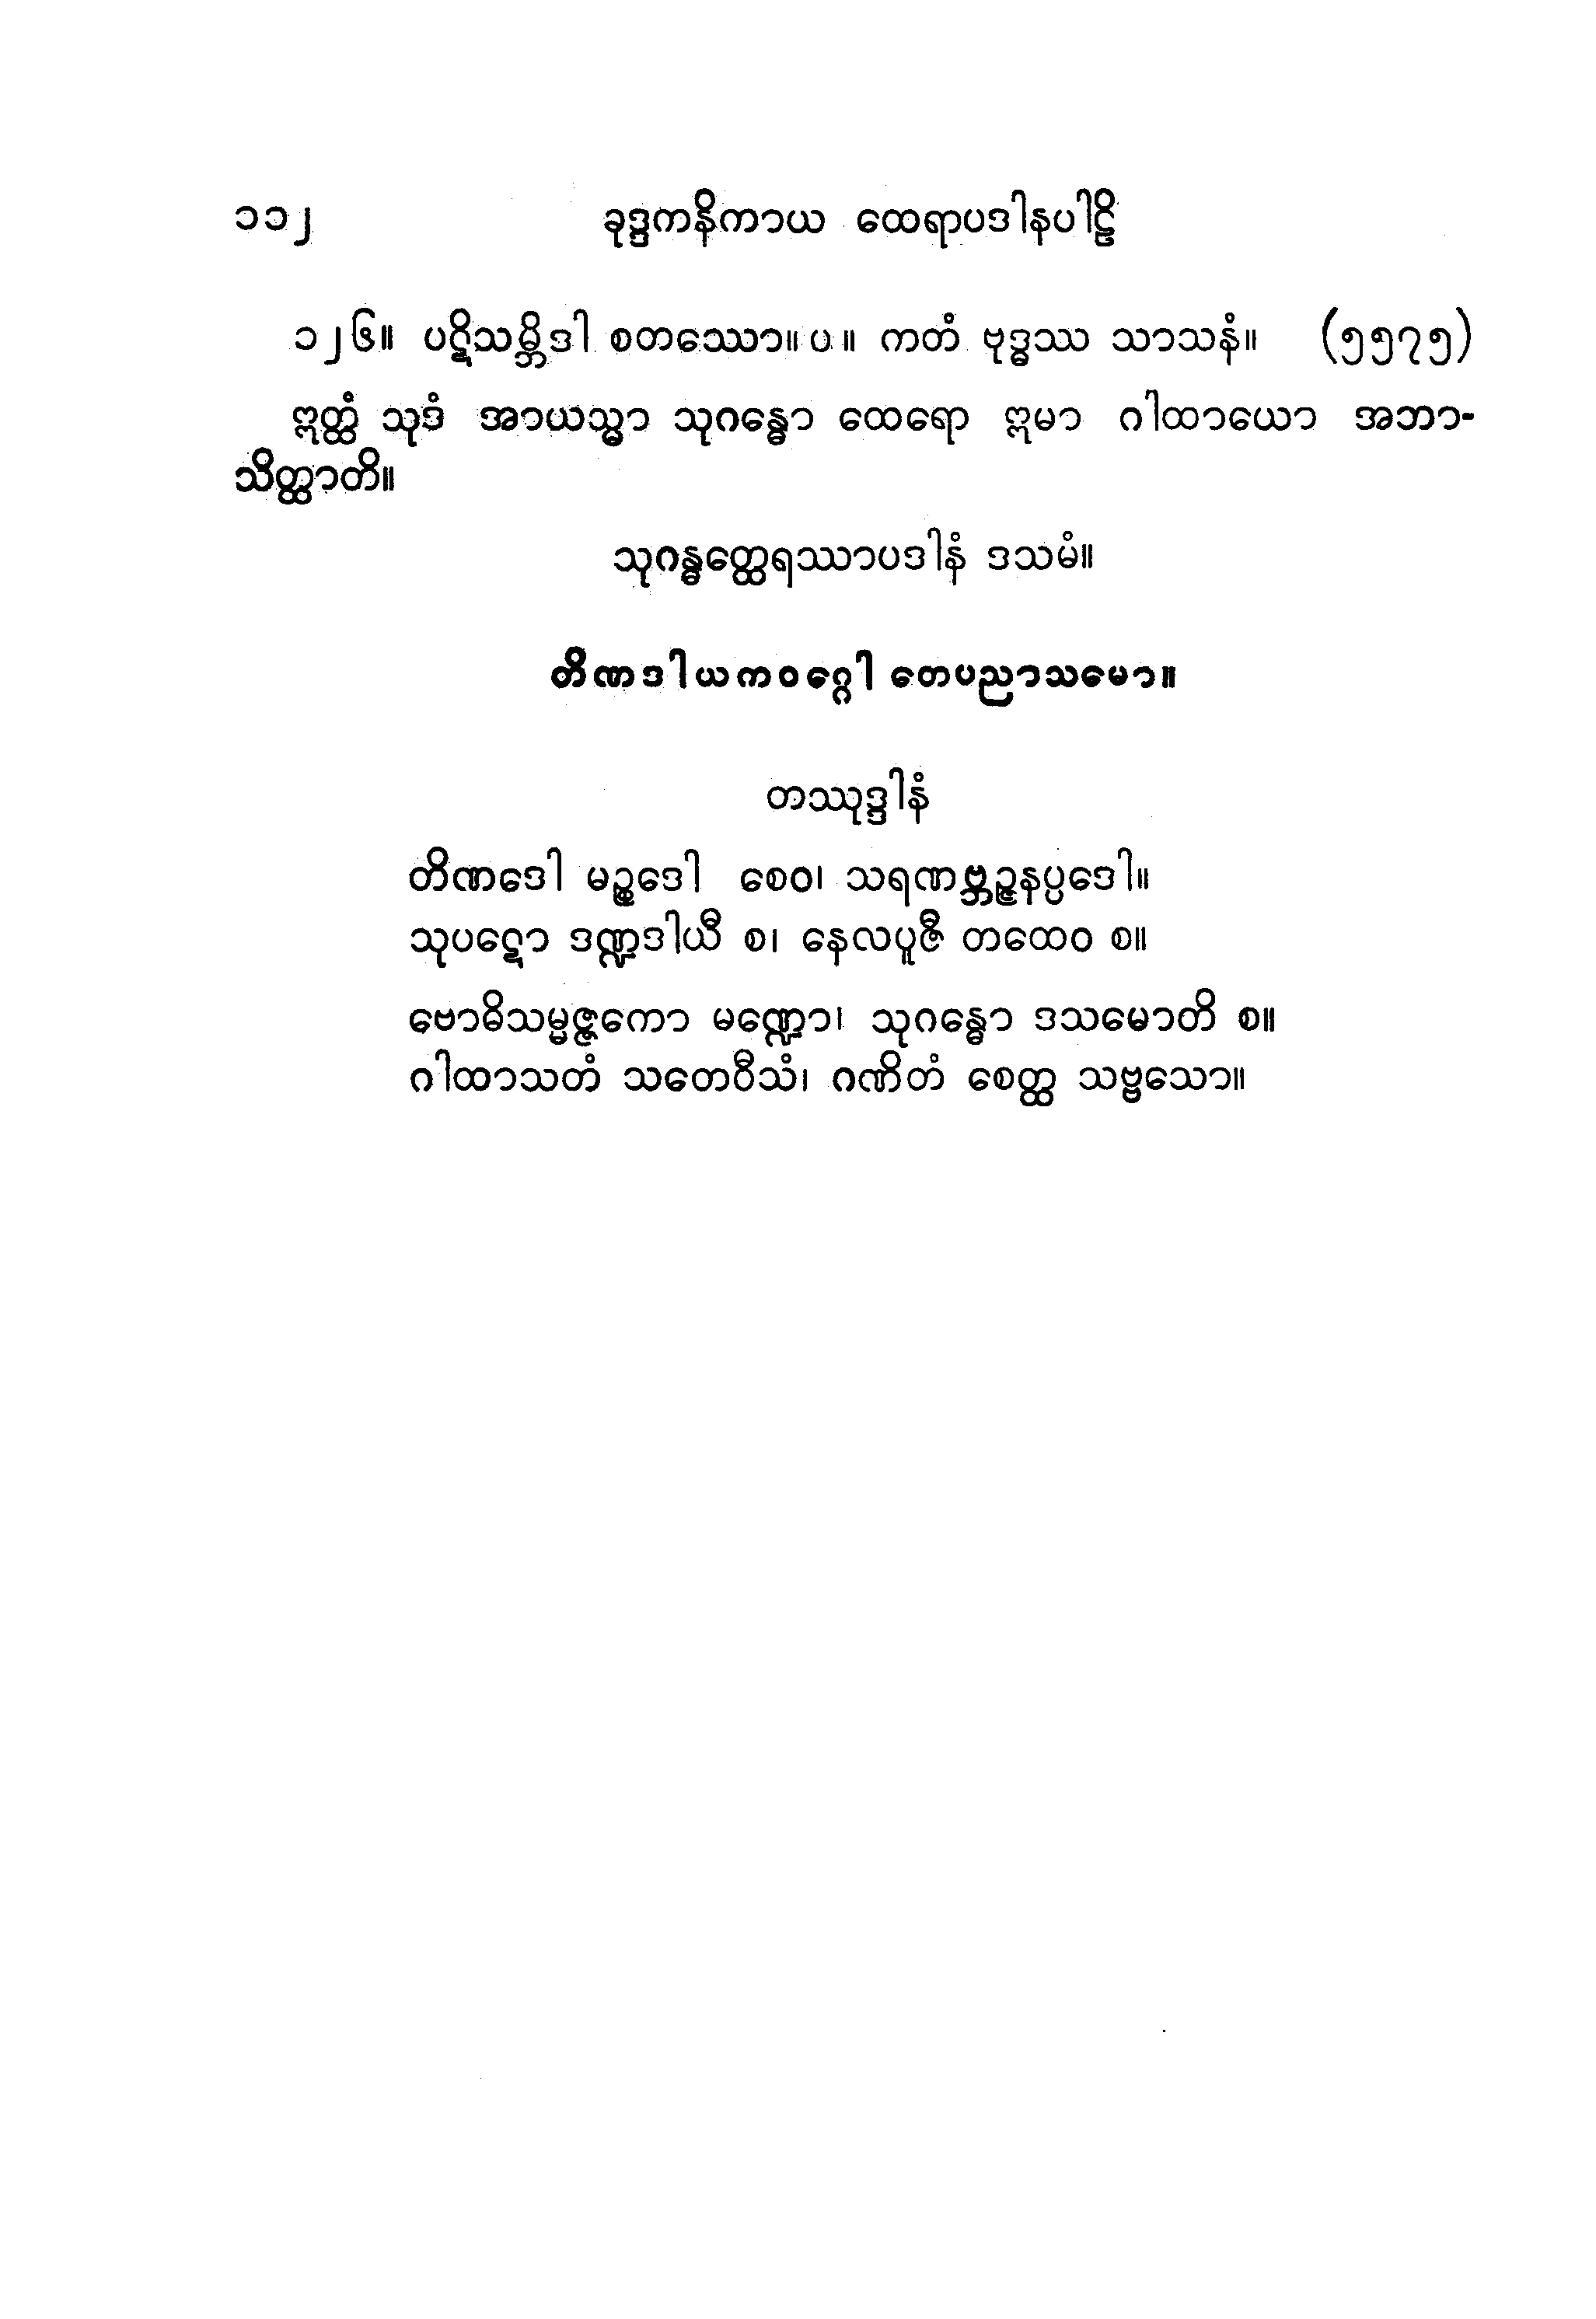 ၁၁၂ ခုဒ္ဒကနိကာယ ထေရာပဒါနပါဠိ
၁၂၆။ ပဋိသမ္ဘိဒါ စတဿော။ ပ ။ ကတံ ဗုဒ္ဓဿ သာသနံ။ (၅၅၇၅)
ဣတ္ထံ သုဒံ အာယသ္မာ သုဂန္ဓော ထေရော ဣမာ ဂါထာယော အဘာ-
သိတ္ထာတိ။
သုဂန္ဓတ္ထေရဿာပဒါနံ ဒသမံ။
တိဏဒါယကဝဂ္ဂေါ တေပညာသမော။
တဿုဒ္ဒါနံ
တိဏဒေါ မဉ္စဒေါ စေဝ၊ သရဏဗ္ဘဉ္ဇနပ္ပဒေါ။
သုပဋော ဒဏ္ဍဒါယီ စ၊ နေလပူဇီ တထေဝ စ။
ဗောဓိသမ္မဇ္ဇကော မဏ္ဍော၊ သုဂန္ဓော ဒသမောတိ စ။
ဂါထာသတံ သတေဝီသံ၊ ဂဏိတံ စေတ္ထ သဗ္ဗသော။